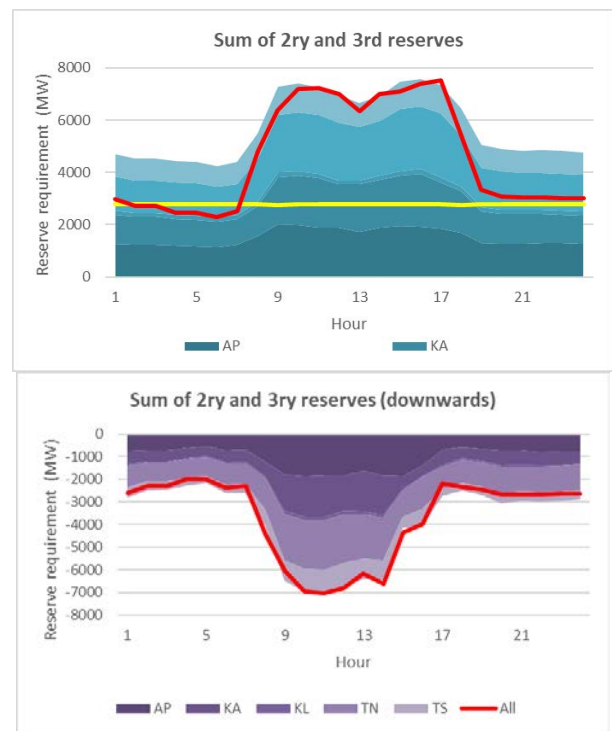 Sum of 2ry and 3rd reserves
Reserve requirement (MW)
8000
6000
4000
2000
0
1 5 9 13 17 21
Hour
AP KA
Sum of 2ry and 3ry reserves (downwards)
Reserve requirement (MW)
0
-1000
-2000
-3000
-4000
-5000
-6000
-7000
-8000
1 5 9 13 17 21
Hour
AP KA KL TN TS All